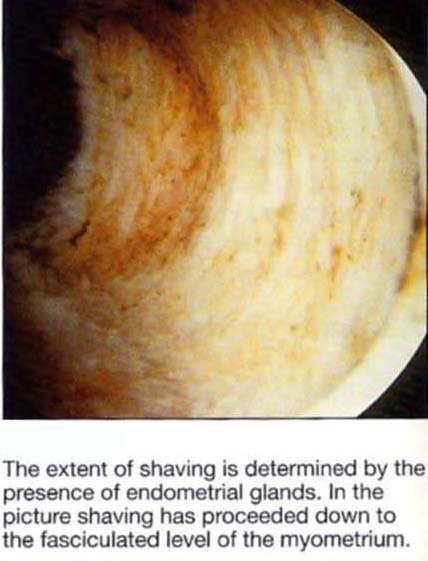 The extent of shaving is determined by the
presence of endometrial glands. In the
picture shaving has proceeded down to
the fasciculated level of the myometrium.